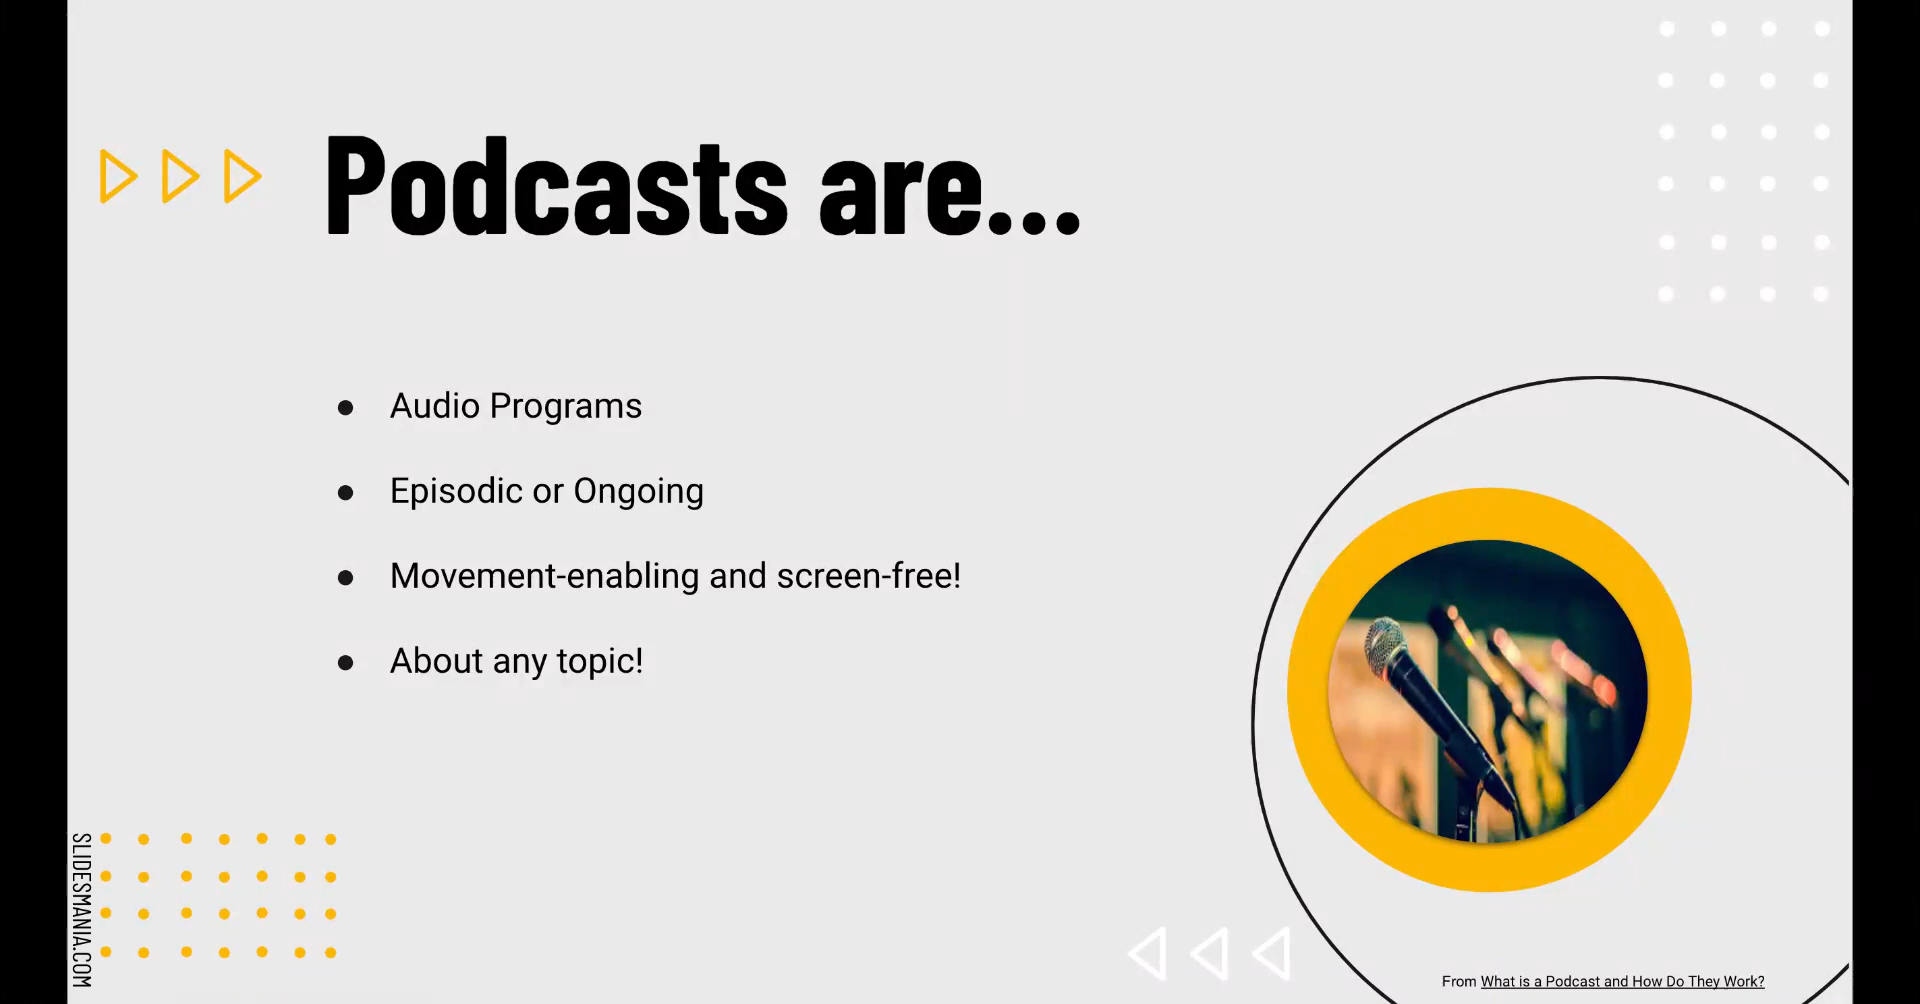 Podcasts are...
● Audio Programs
● Episodic or Ongoing
● Movement-enabling and screen-free!
● About any topic!
SLIDESMANIA.COM
From What is a Podcast and How Do They Work?